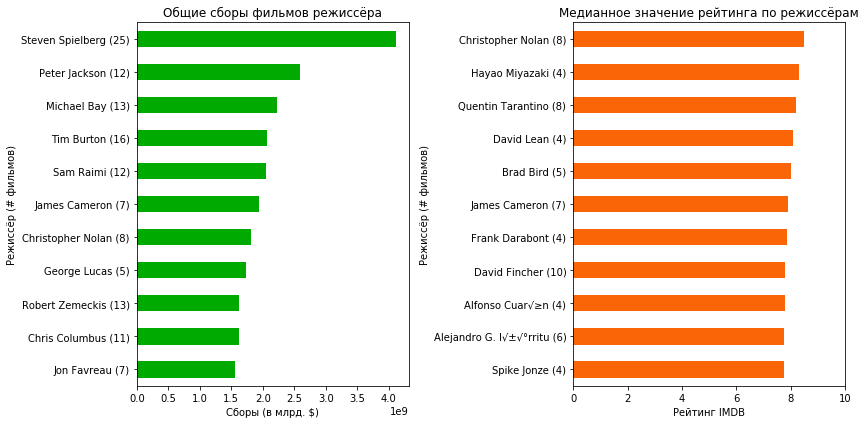 Общие сборы фильмов режиссёра
Steven Spielberg (25)
Peter Jackson (12)
Michael Bay (13)
Tim Burton (16)
Sam Raimi (12)
James Cameron (7)
Christopher Nolan (8)
George Lucas (5)
Robert Zemeckis (13)
Chris Columbus (11)
Jon Favreau (7)
Режиссёр (# фильмов)
0.0 0.5 1.0 1.5 2.0 2.5 3.0 3.5 4.0
1e9
Сборы (в млрд. $)
Медианное значение рейтинга по режиссёрам
Christopher Nolan (8)
Hayao Miyazaki (4)
Quentin Tarantino (8)
David Lean (4)
Brad Bird (5)
James Cameron (7)
Frank Darabont (4)
David Fincher (10)
Alfonso Cuar√≥n (4)
Alejandro G. I√±√°rritu (6)
Spike Jonze (4)
Режиссёр (# фильмов)
0 2 4 6 8 10
Рейтинг IMDB